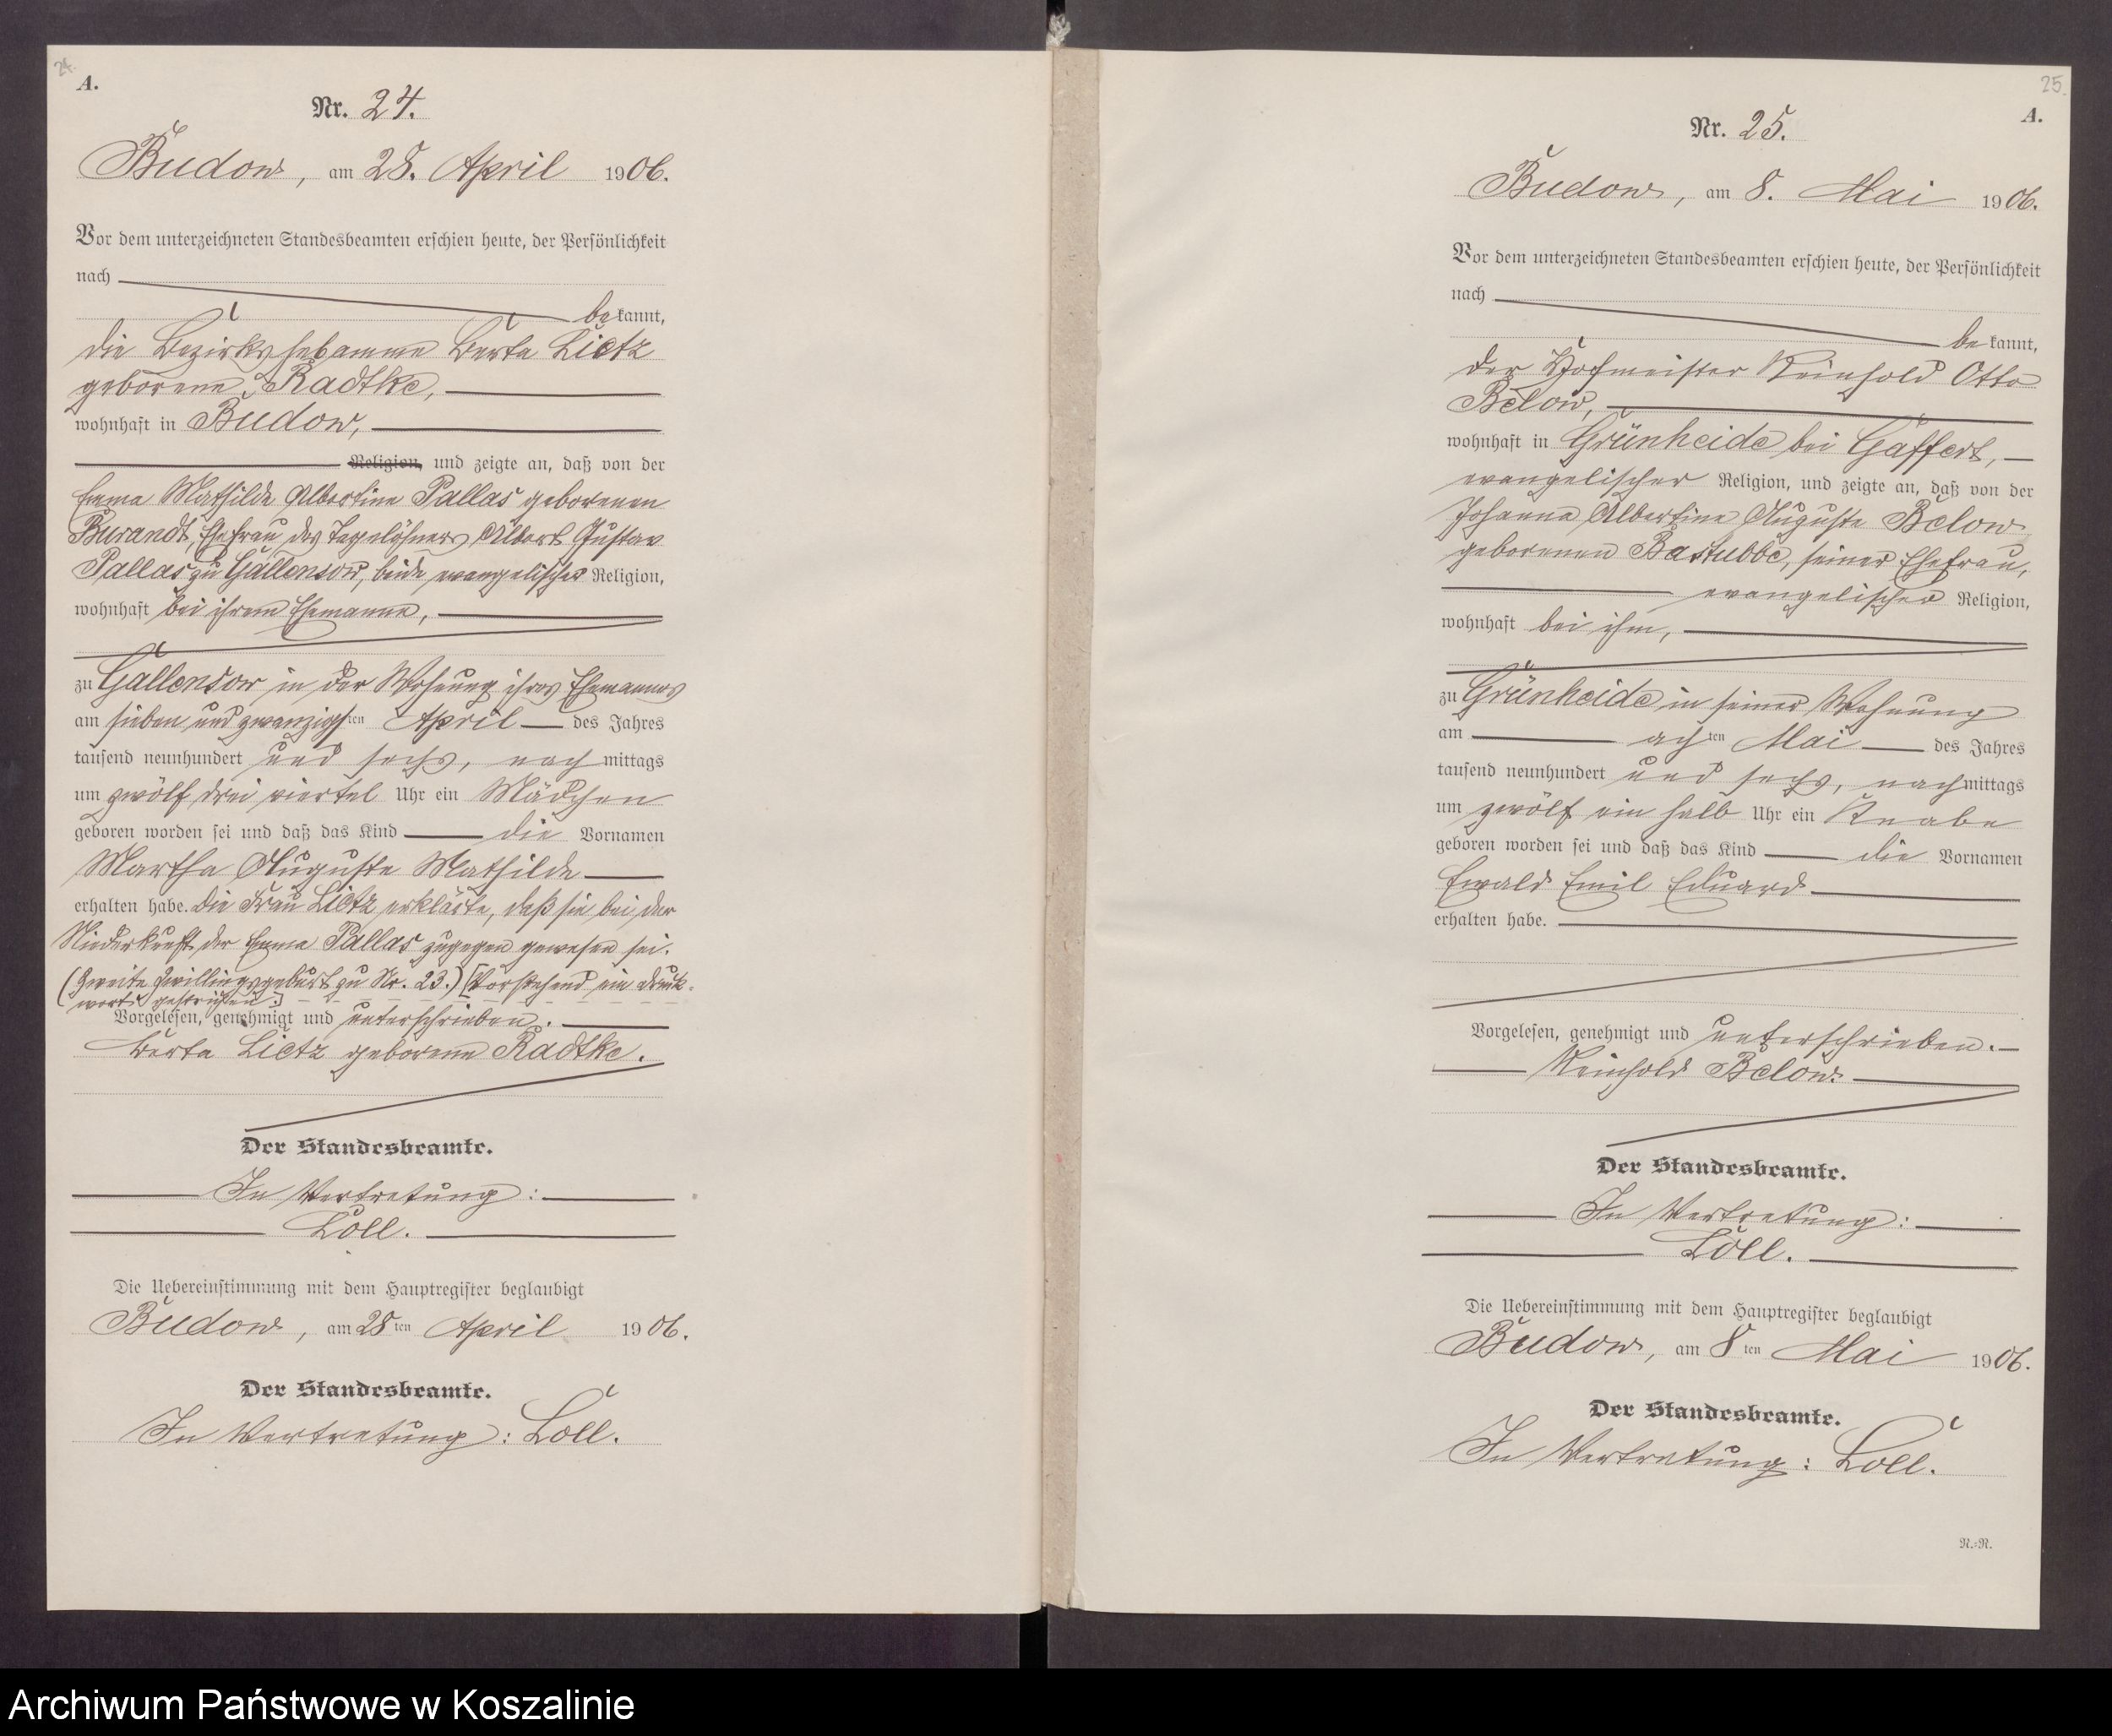 24.
A.
Nr. 24.
Budow, am 28. April 1906.
Vor dem unterzeichneten Standesbeamten erschien heute, der Persönlichkeit
nach
bekannt,
die Bezirkshebamme Berta Lietz
geborene Radtke,
wohnhaft in Budow,
Religion, und zeigte an, daß von der
Emma Mathilde Albertine Pallas geborenen
Burandt, Ehefrau des Tagelöhners Albert Gustav
Pallas zu Gallensow, beide evangelischer Religion,
wohnhaft bei ihrem Ehemanne,
zu Gallensow in der Wohnung ihres Ehemannes
am sieben und zwanzigsten April des Jahres
tausend neunhundert und sechs, nachmittags
um zwölf drei viertel Uhr ein Mädchen
geboren worden sei und daß das Kind die Vornamen
Martha Auguste Mathilde
erhalten habe. Die Frau Lietz erklärte, daß sie bei der
Niederkunft der Emma Pallas zugegen gewesen sei.
(Zweite Zwillingsgeburt zu Nr. 23.) [Vorstehend ein Druck-
wort gestrichen.]
Vorgelesen, genehmigt und unterschrieben.
Berta Lietz geborene Radtke.
Der Standesbeamte.
In Vertretung:
Loll.
Die Uebereinstimmung mit dem Hauptregister beglaubigt
Budow, am 28ten April 1906.
Der Standesbeamte.
In Vertretung: Loll.
25.
A.
Nr. 25.
Budow, am 8. Mai 1906.
Vor dem unterzeichneten Standesbeamten erschien heute, der Persönlichkeit
nach
bekannt,
der Hofmeister Reinhold Otto
Below,
wohnhaft in Grünheide bei Gaffert,
evangelischer Religion, und zeigte an, daß von der
Johanna Albertine Auguste Below
geborenen Bastubbe, seiner Ehefrau,
evangelischer Religion,
wohnhaft bei ihm,
zu Grünheide in seiner Wohnung
am achten Mai des Jahres
tausend neunhundert und sechs, nachmittags
um zwölf ein halb Uhr ein Knabe
geboren worden sei und daß das Kind die Vornamen
Ewald Emil Eduard
erhalten habe.
Vorgelesen, genehmigt und unterschrieben.
Reinhold Below.
Der Standesbeamte.
In Vertretung:
Loll.
Die Uebereinstimmung mit dem Hauptregister beglaubigt
Budow, am 8ten Mai 1906.
Der Standesbeamte.
In Vertretung: Loll.
N.=R.
Archiwum Państwowe w Koszalinie